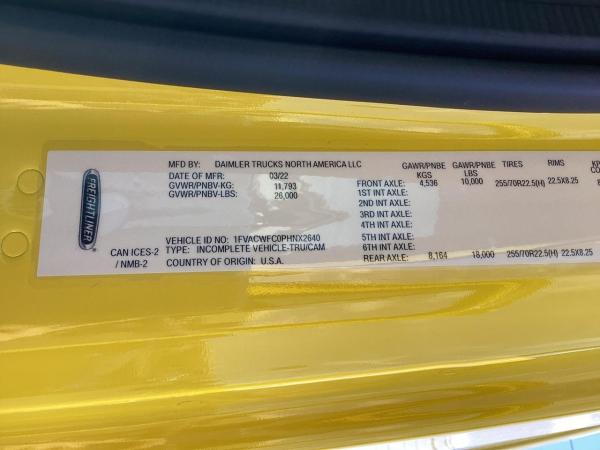 FREIGHTLINER
MFD BY: DAIMLER TRUCKS NORTH AMERICA LLC
DATE OF MFR: 03/22
GVWR/PNBV-KG: 11,793
GVWR/PNBV-LBS: 26,000
VEHICLE ID NO: 1FVACWFC0PHNX2640
CAN ICES-2 TYPE: INCOMPLETE VEHICLE-TRU/CAM
/ NMB-2 COUNTRY OF ORIGIN: U.S.A.
GAWR/PNBE GAWR/PNBE TIRES RIMS
KGS LBS
FRONT AXLE: 4,536 10,000 255/70R22.5(H) 22.5X8.25
1ST INT AXLE:
2ND INT AXLE:
3RD INT AXLE:
4TH INT AXLE:
5TH INT AXLE:
6TH INT AXLE:
REAR AXLE: 8,164 18,000 255/70R22.5(H) 22.5X8.25